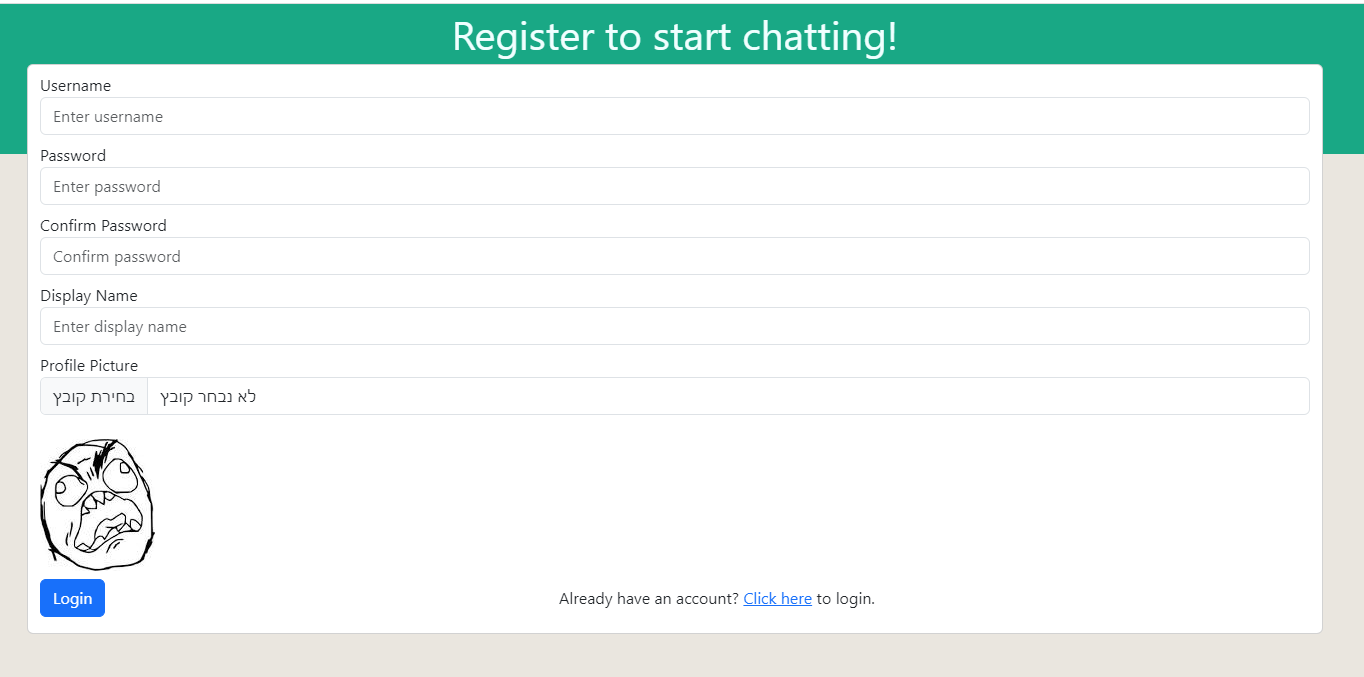 Register to start chatting!
Username
Enter username
Password
Enter password
Confirm Password
Confirm password
Display Name
Enter display name
Profile Picture
בחירת קובץ לא נבחר קובץ
Login Already have an account? Click here to login.